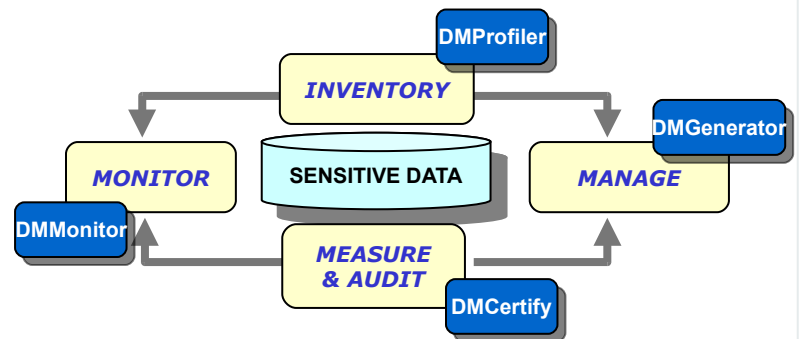 DMProfiler
INVENTORY
DMGenerator
MONITOR
SENSITIVE DATA
MANAGE
DMMonitor
MEASURE
& AUDIT
DMCertify